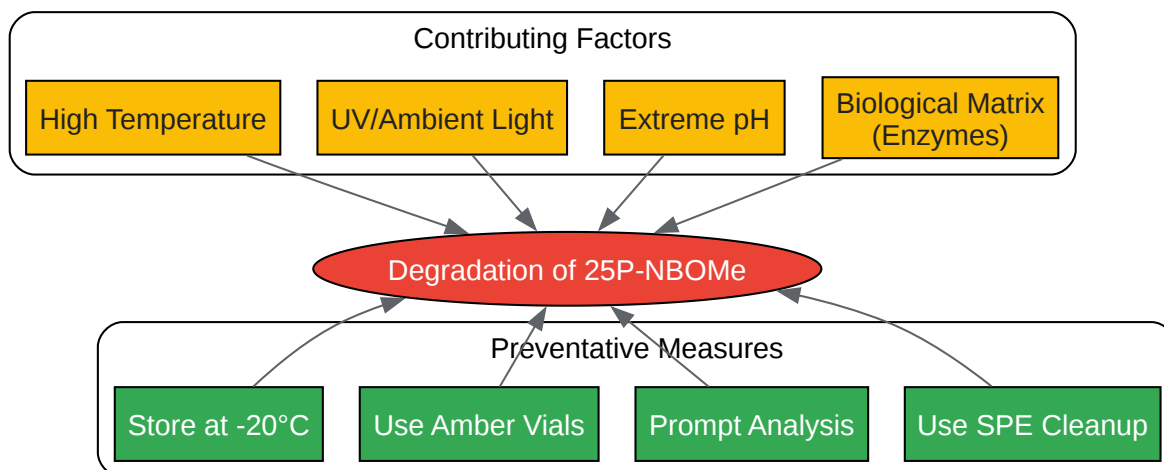 Contributing Factors
High Temperature
UV/Ambient Light
Extreme pH
Biological Matrix
(Enzymes)
Degradation of 25P-NBOMe
Preventative Measures
Store at -20°C
Use Amber Vials
Prompt Analysis
Use SPE Cleanup